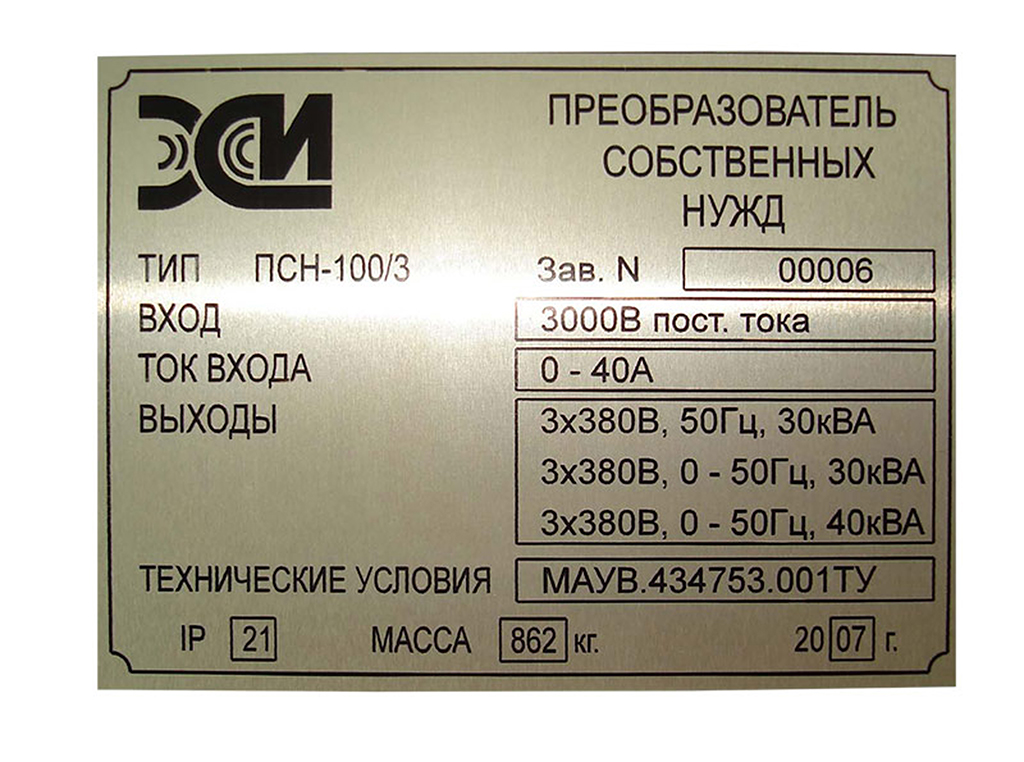 ЭСИ
ПРЕОБРАЗОВАТЕЛЬ
СОБСТВЕННЫХ
НУЖД
ТИП ПСН-100/3 Зав. N 00006
ВХОД 3000В пост. тока
ТОК ВХОДА 0 - 40А
ВЫХОДЫ 3х380В, 50Гц, 30кВА
3х380В, 0 - 50Гц, 30кВА
3х380В, 0 - 50Гц, 40кВА
ТЕХНИЧЕСКИЕ УСЛОВИЯ МАУВ.434753.001ТУ
IP 21 МАССА 862 кг. 2007 г.